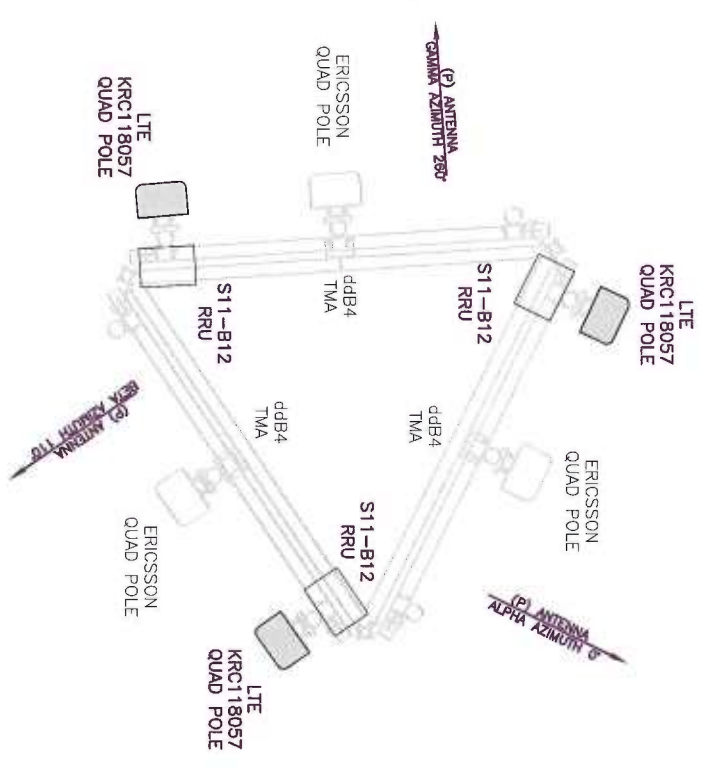 LTE
KRC118057
QUAD POLE
ERICSSON
QUAD POLE
(P) ANTENNA
GAMMA AZIMUTH 260°
S11-B12
RRU
ddB4
TMA
S11-B12
RRU
LTE
KRC118057
QUAD POLE
(P) ANTENNA
BETA AZIMUTH 110°
ddB4
TMA
ddB4
TMA
ERICSSON
QUAD POLE
ERICSSON
QUAD POLE
S11-B12
RRU
(P) ANTENNA
ALPHA AZIMUTH 0°
LTE
KRC118057
QUAD POLE